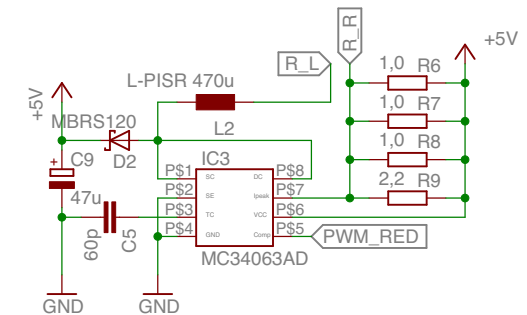 R_L
R_R
+5V
+5V
L-PISR 470u
1,0 R6
MBRS120
L2
1,0 R7
1,0 R8
2,2 R9
C9
D2
IC3
+
47u
P$1 SC DC P$8
P$2 SE Ipeak P$7
P$3 TC VCC P$6
P$4 GND Comp P$5
60p
C5
PWM_RED
MC34063AD
GND
GND